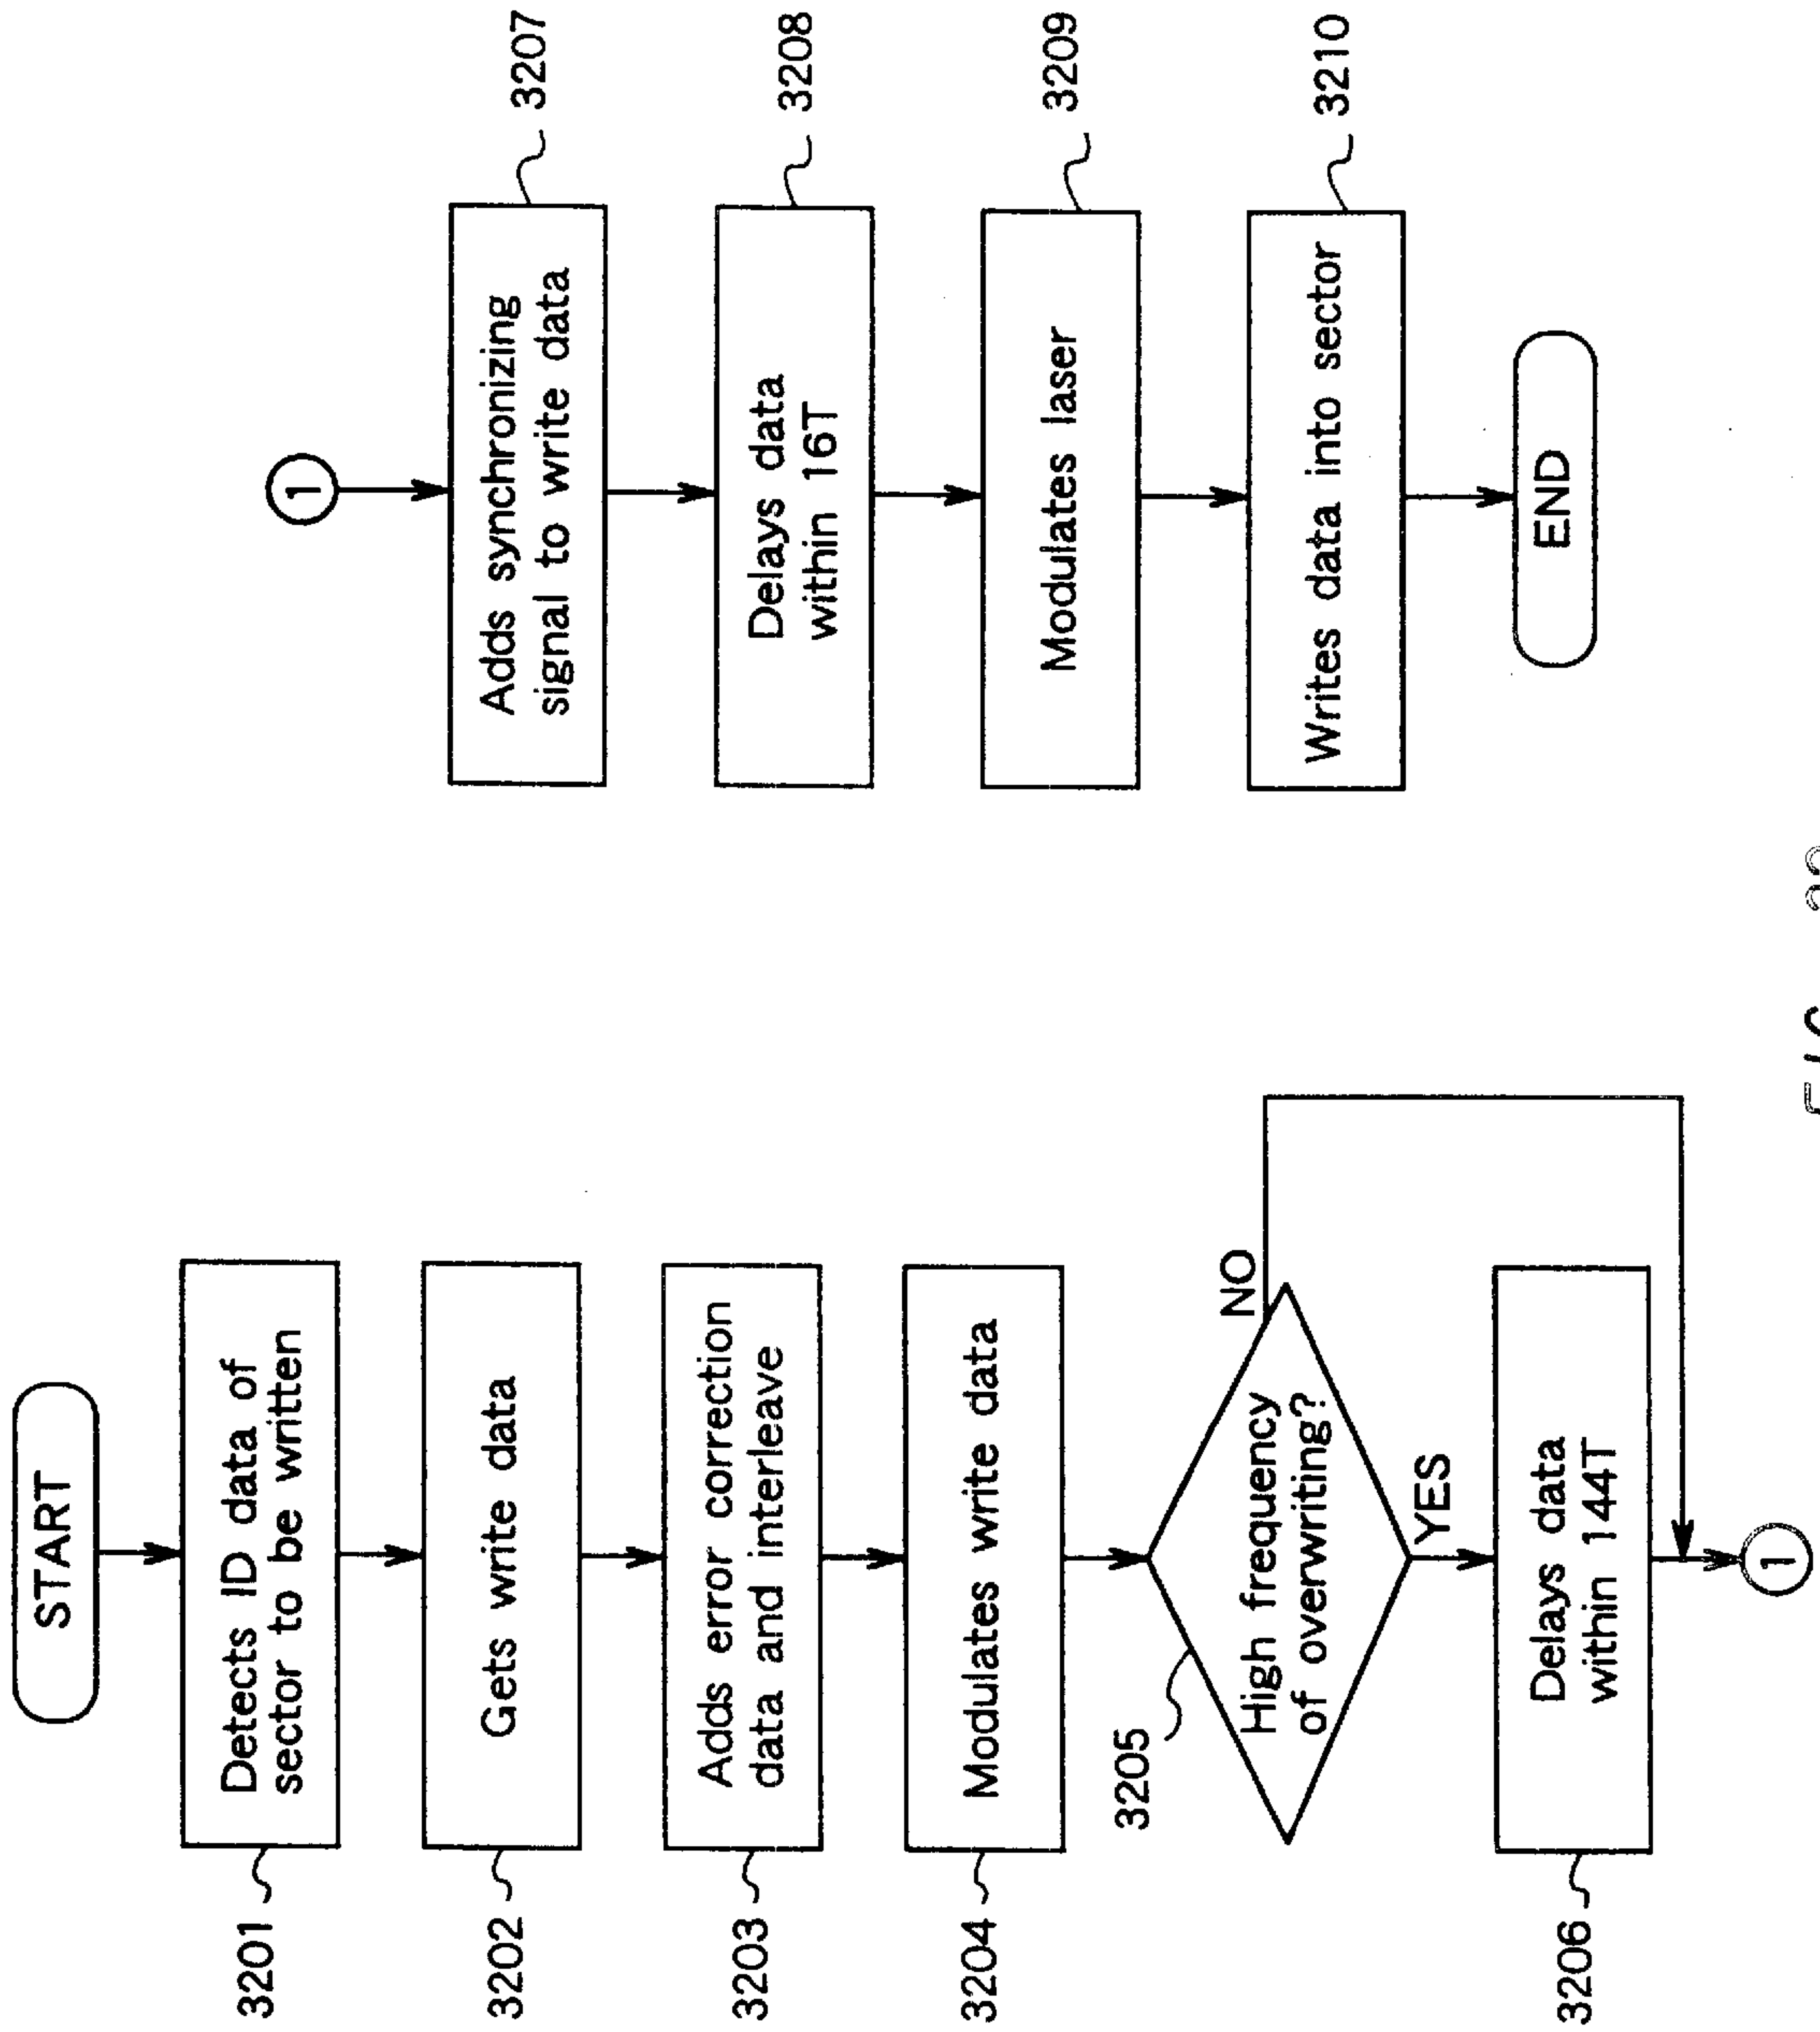 START
3201
Detects ID data of
sector to be written
3202
Gets write data
3203
Adds error correction
data and interleave
3204
Modulates write data
3205
High frequency
of overwriting?
NO
YES
3206
Delays data
within 144T
1
1
3207
Adds synchronizing
signal to write data
3208
Delays data
within 16T
3209
Modulates laser
3210
Writes data into sector
END